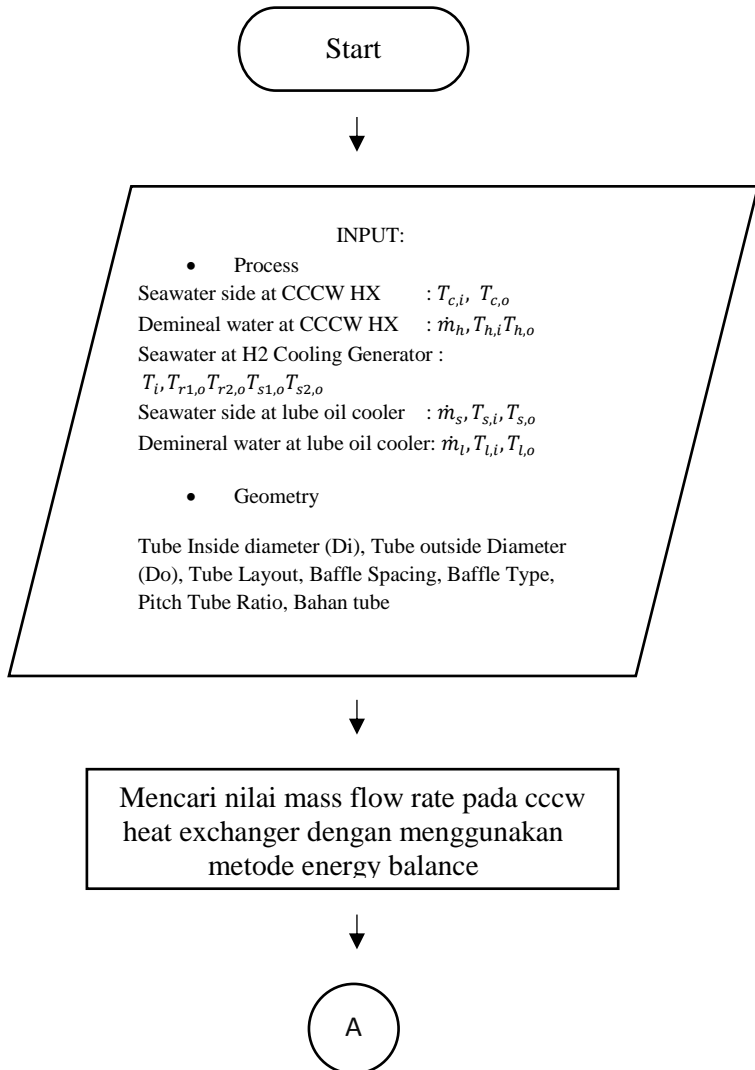 Start
INPUT:
• Process
Seawater side at CCCW HX : T_{c,i}, T_{c,o}
Demineal water at CCCW HX : ṁ_h, T_{h,i}T_{h,o}
Seawater at H2 Cooling Generator :
T_i, T_{r1,o}T_{r2,o}T_{s1,o}T_{s2,o}
Seawater side at lube oil cooler : ṁ_s, T_{s,i}, T_{s,o}
Demineral water at lube oil cooler: ṁ_l, T_{l,i}, T_{l,o}
• Geometry
Tube Inside diameter (Di), Tube outside Diameter
(Do), Tube Layout, Baffle Spacing, Baffle Type,
Pitch Tube Ratio, Bahan tube
Mencari nilai mass flow rate pada cccw
heat exchanger dengan menggunakan
metode energy balance
A